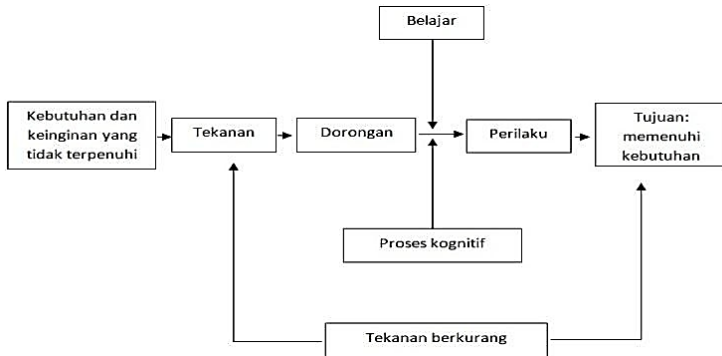 Belajar
Kebutuhan dan
keinginan yang
tidak terpenuhi
Tekanan
Dorongan
Perilaku
Tujuan:
memenuhi
kebutuhan
Proses kognitif
Tekanan berkurang